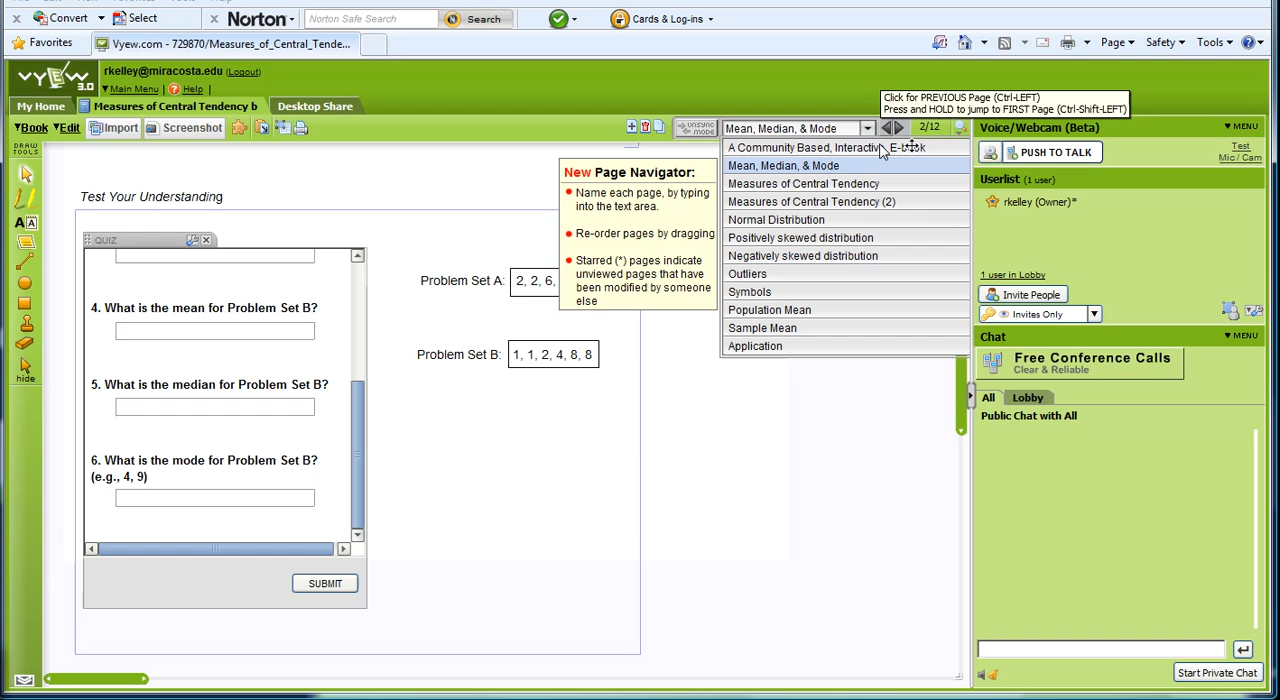 Convert
Select
Norton
Norton Safe Search
Search
Cards & Log-ins
Favorites
Vyew.com - 729870/Measures_of_Central_Tende...
Page
Safety
Tools
VYEW 3.0
rkelley@miracosta.edu (Logout)
Main Menu | Help |
My Home
Measures of Central Tendency b
Desktop Share
Click for PREVIOUS Page (Ctrl-LEFT)
Press and HOLD to jump to FIRST Page (Ctrl-Shift-LEFT)
Book
Edit
Import
Screenshot
UNSYNC MODE
Mean, Median, & Mode
2/12
Voice/Webcam (Beta)
MENU
DRAW TOOLS
hide
Test Your Understanding
QUIZ
4. What is the mean for Problem Set B?
5. What is the median for Problem Set B?
6. What is the mode for Problem Set B?
(e.g., 4, 9)
SUBMIT
Problem Set A:
2, 2, 6,
Problem Set B:
1, 1, 2, 4, 8, 8
New Page Navigator:
Name each page, by typing
into the text area.
Re-order pages by dragging
Starred (*) pages indicate
unviewed pages that have
been modified by someone
else
A Community Based, Interactive E-book
Mean, Median, & Mode
Measures of Central Tendency
Measures of Central Tendency (2)
Normal Distribution
Positively skewed distribution
Negatively skewed distribution
Outliers
Symbols
Population Mean
Sample Mean
Application
PUSH TO TALK
Test
Mic / Cam
Userlist (1 user)
rkelley (Owner)*
1 user in Lobby
Invite People
Invites Only
Chat
MENU
Free Conference Calls
Clear & Reliable
All
Lobby
Public Chat with All
Start Private Chat